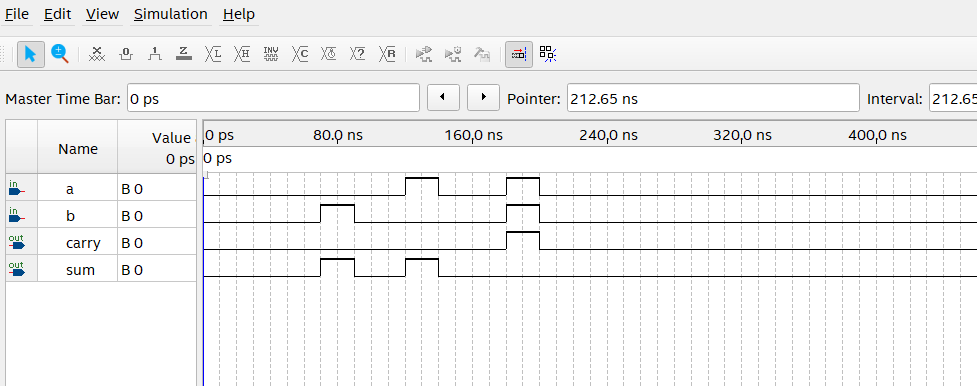 File Edit View Simulation Help
Z L H INV C ? R
Master Time Bar: 0 ps Pointer: 212.65 ns Interval: 212.65
Name Value 0 ps
0 ps 80.0 ns 160.0 ns 240.0 ns 320.0 ns 400.0 ns
0 ps
in a B 0
in b B 0
out carry B 0
out sum B 0